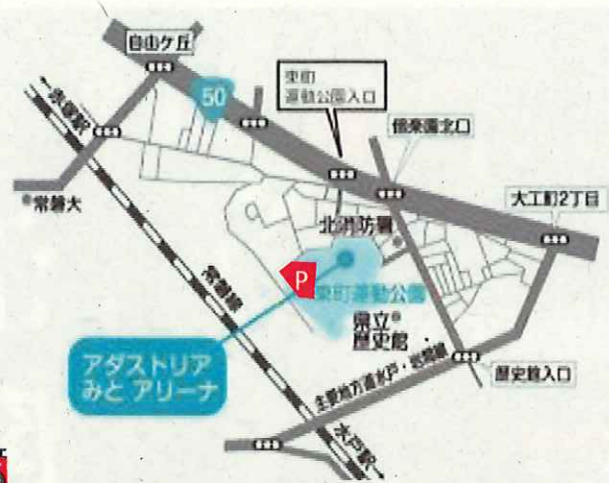 自由ケ丘
50
東町
運動公園入口
偕楽園北口
大工町2丁目
←赤塚駅
常磐大
北消防署
P
東町運動公園
県立
歴史館
常磐線
アダストリア
みと アリーナ
主要地方道水戸・岩間線
歴史館入口
水戸駅→